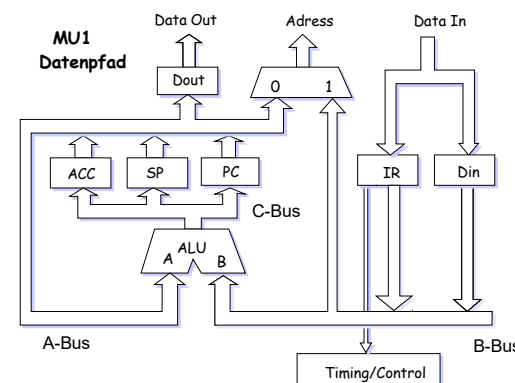 Data Out
Adress
Data In
MU1
Datenpfad
Dout
0 1
ACC
SP
PC
IR
Din
C-Bus
ALU
A B
A-Bus
B-Bus
Timing/Control